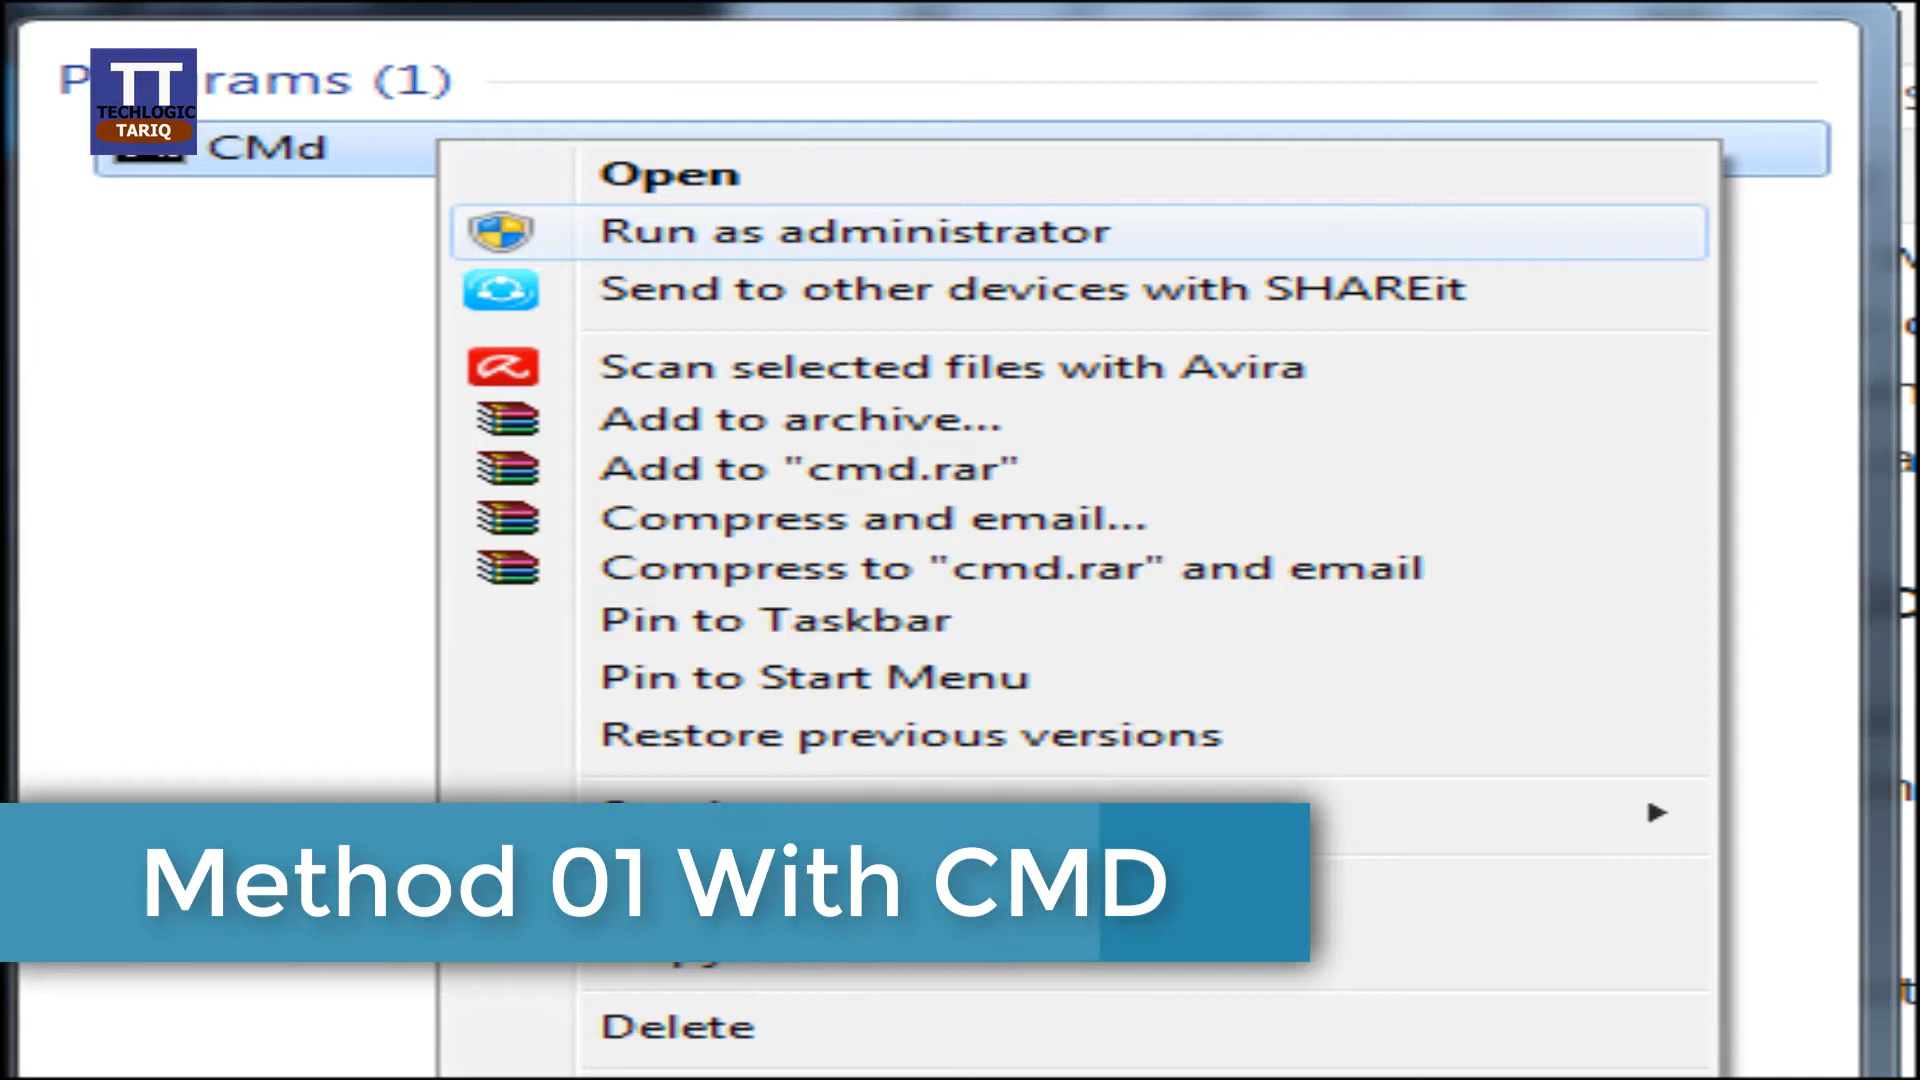 rams (1)
TT
TECHLOGIC
TARIQ
CMd
Open
Run as administrator
Send to other devices with SHAREit
Scan selected files with Avira
Add to archive...
Add to "cmd.rar"
Compress and email...
Compress to "cmd.rar" and email
Pin to Taskbar
Pin to Start Menu
Restore previous versions
Method 01 With CMD
Delete